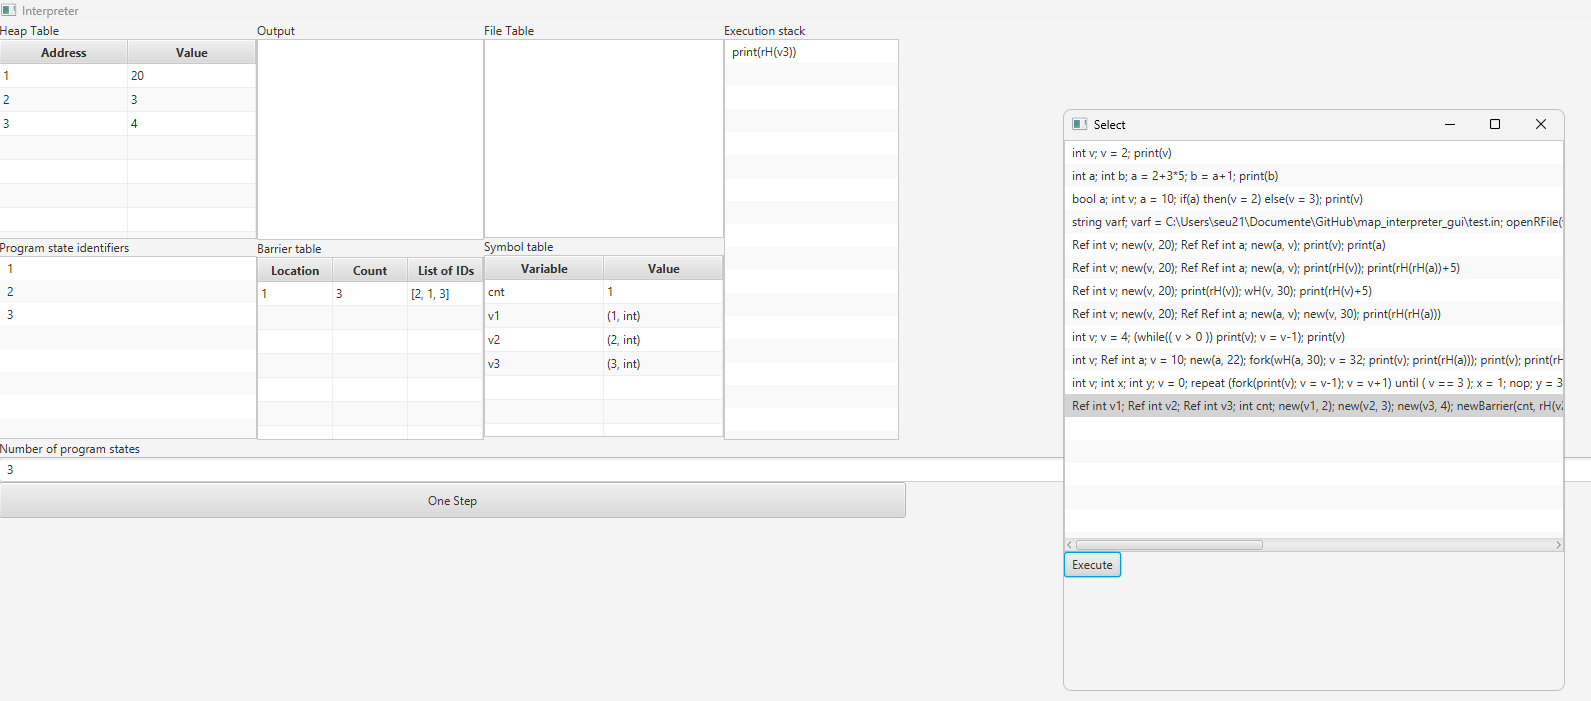 Interpreter
Heap Table
Address Value
1 20
2 3
3 4
Output
File Table
Execution stack
print(rH(v3))
Program state identifiers
1
2
3
Barrier table
Location Count List of IDs
1 3 [2, 1, 3]
Symbol table
Variable Value
cnt 1
v1 (1, int)
v2 (2, int)
v3 (3, int)
Number of program states
3
One Step
Select
int v; v = 2; print(v)
int a; int b; a = 2+3*5; b = a+1; print(b)
bool a; int v; a = 10; if(a) then(v = 2) else(v = 3); print(v)
string varf; varf = C:\Users\seu21\Documente\GitHub\map_interpreter_gui\test.in; openRFile(
Ref int v; new(v, 20); Ref Ref int a; new(a, v); print(v); print(a)
Ref int v; new(v, 20); Ref Ref int a; new(a, v); print(rH(v)); print(rH(rH(a))+5)
Ref int v; new(v, 20); print(rH(v)); wH(v, 30); print(rH(v)+5)
Ref int v; new(v, 20); Ref Ref int a; new(a, v); new(v, 30); print(rH(rH(a)))
int v; v = 4; (while(( v > 0 )) print(v); v = v-1); print(v)
int v; Ref int a; v = 10; new(a, 22); fork(wH(a, 30); v = 32; print(v); print(rH(a))); print(v); print(rH
int v; int x; int y; v = 0; repeat (fork(print(v); v = v-1); v = v+1) until ( v == 3 ); x = 1; nop; y = 3
Ref int v1; Ref int v2; Ref int v3; int cnt; new(v1, 2); new(v2, 3); new(v3, 4); newBarrier(cnt, rH(v2
Execute